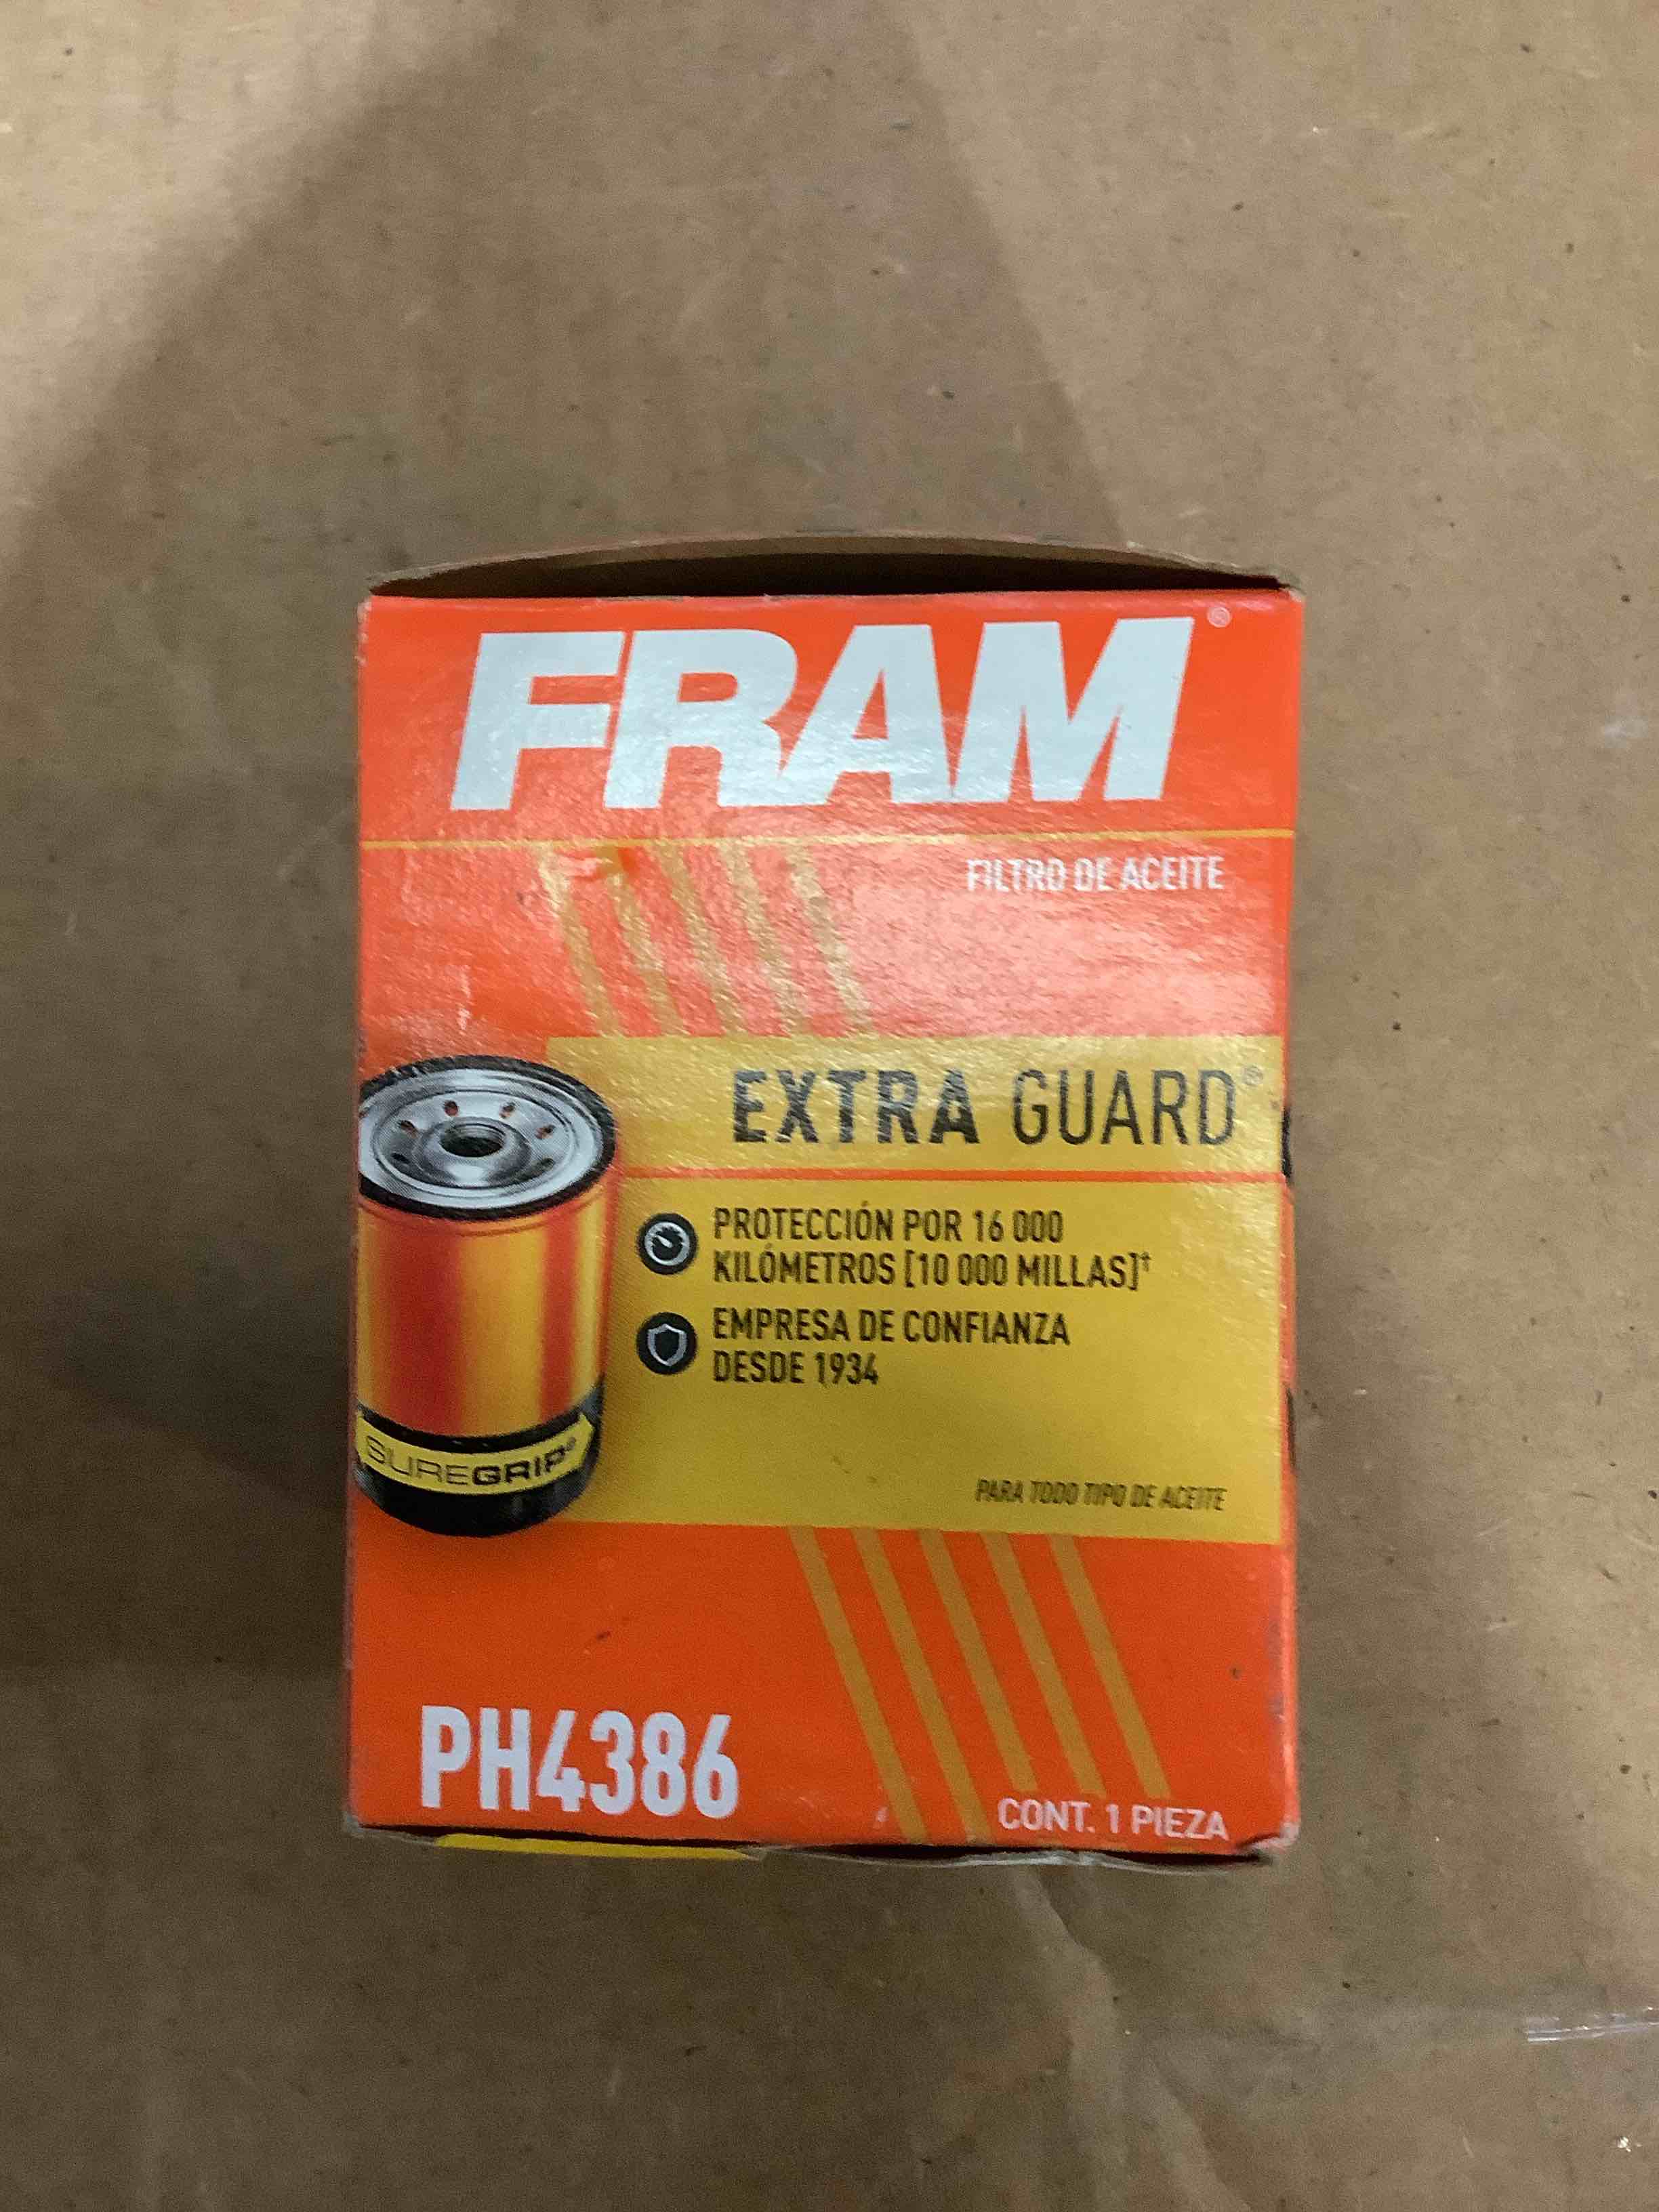 FRAM®
FILTRO DE ACEITE
EXTRA GUARD®
PROTECCIÓN POR 16 000
KILÓMETROS [10 000 MILLAS]†
EMPRESA DE CONFIANZA
DESDE 1934
SUREGRIP®
PARA TODO TIPO DE ACEITE
PH4386
CONT. 1 PIEZA